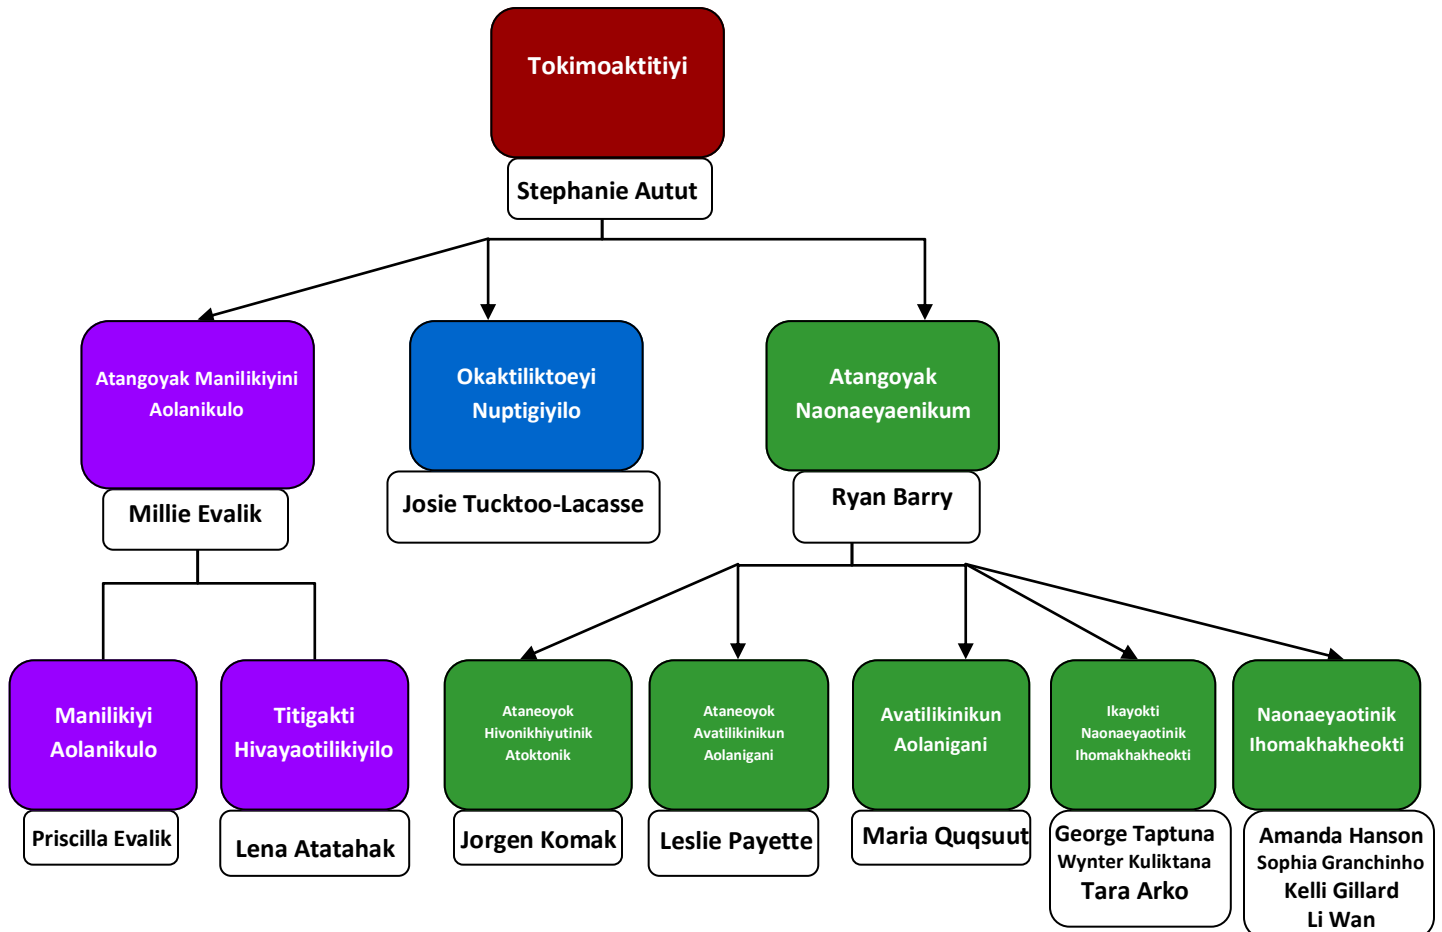 Tokimoaktitiyi
Stephanie Autut
Atangoyak Manilikiyini
Aolanikulo
Millie Evalik
Okaktiliktoeyi
Nuptigiyilo
Josie Tucktoo-Lacasse
Atangoyak
Naonaeyaenikum
Ryan Barry
Manilikiyi
Aolanikulo
Priscilla Evalik
Titigakti
Hivayaotilikiyilo
Lena Atatahak
Ataneoyok
Hivonikhiyutinik
Atoktonik
Jorgen Komak
Ataneoyok
Avatilikinikun
Aolanigani
Leslie Payette
Avatilikinikun
Aolanigani
Maria Quqsuut
Ikayokti
Naonaeyaotinik
Ihomakhakheokti
George Taptuna
Wynter Kuliktana
Tara Arko
Naonaeyaotinik
Ihomakhakheokti
Amanda Hanson
Sophia Granchinho
Kelli Gillard
Li Wan